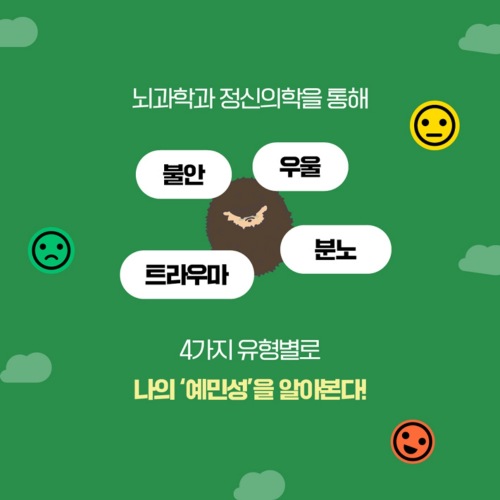 뇌과학과 정신의학을 통해
불안
우울
트라우마
분노
4가지 유형별로
나의 '예민성'을 알아본다!